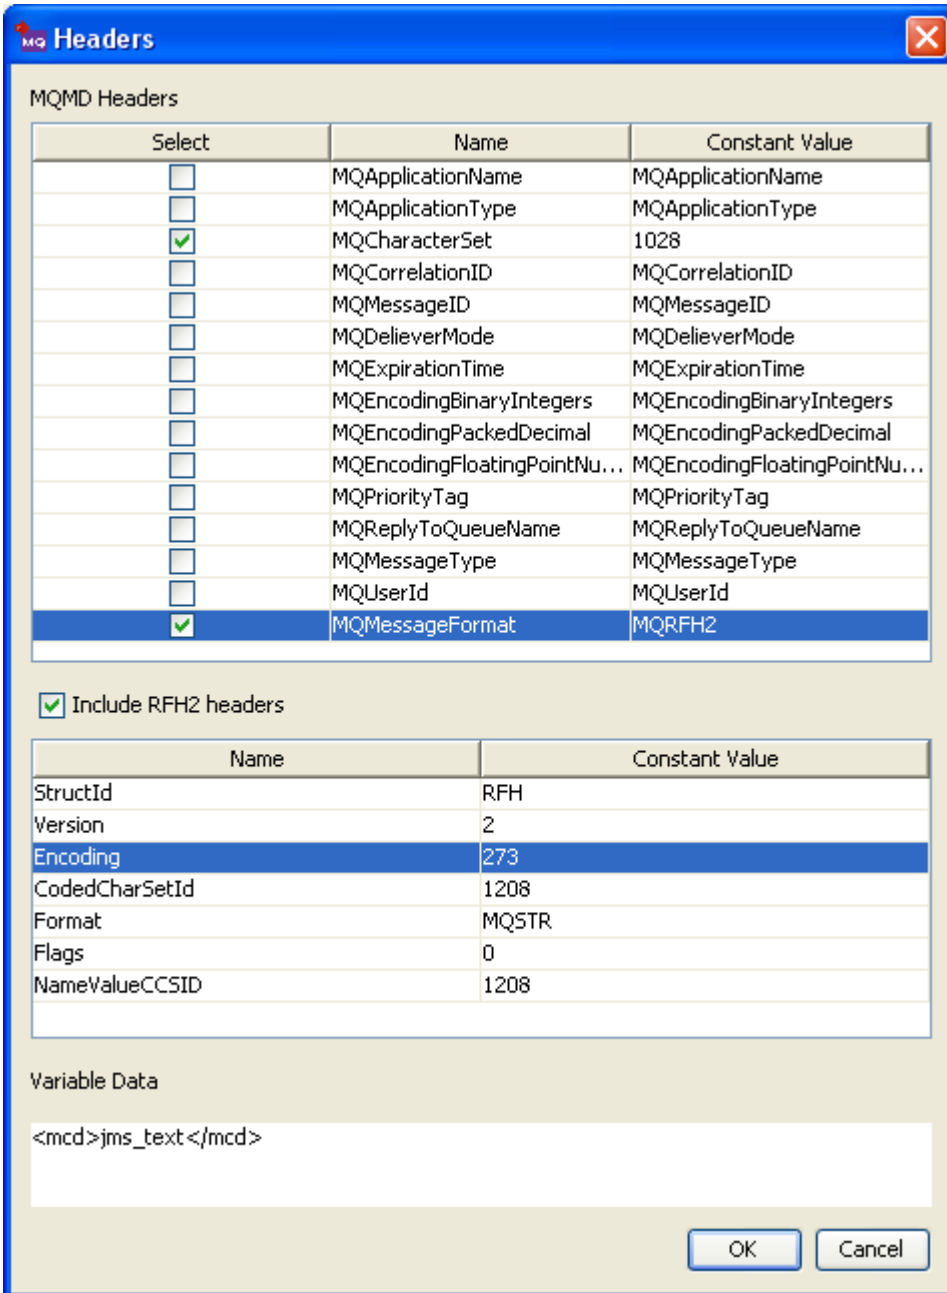 MQ Headers
MQMD Headers
Select Name Constant Value
MQApplicationName MQApplicationName
MQApplicationType MQApplicationType
MQCharacterSet 1028
MQCorrelationID MQCorrelationID
MQMessageID MQMessageID
MQDelieverMode MQDelieverMode
MQExpirationTime MQExpirationTime
MQEncodingBinaryIntegers MQEncodingBinaryIntegers
MQEncodingPackedDecimal MQEncodingPackedDecimal
MQEncodingFloatingPointNu... MQEncodingFloatingPointNu...
MQPriorityTag MQPriorityTag
MQReplyToQueueName MQReplyToQueueName
MQMessageType MQMessageType
MQUserId MQUserId
MQMessageFormat MQRFH2
Include RFH2 headers
Name Constant Value
StructId RFH
Version 2
Encoding 273
CodedCharSetId 1208
Format MQSTR
Flags 0
NameValueCCSID 1208
Variable Data
<mcd>jms_text</mcd>
OK Cancel